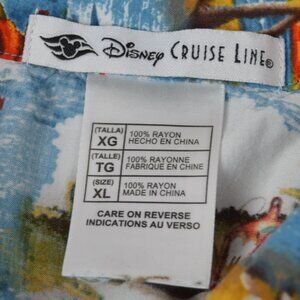 Disney CRUISE LINE®
(TALLA) XG 100% RAYON HECHO EN CHINA
(TALLE) TG 100% RAYONNE FABRIQUE EN CHINE
(SIZE) XL 100% RAYON MADE IN CHINA
CARE ON REVERSE
INDICATIONS AU VERSO